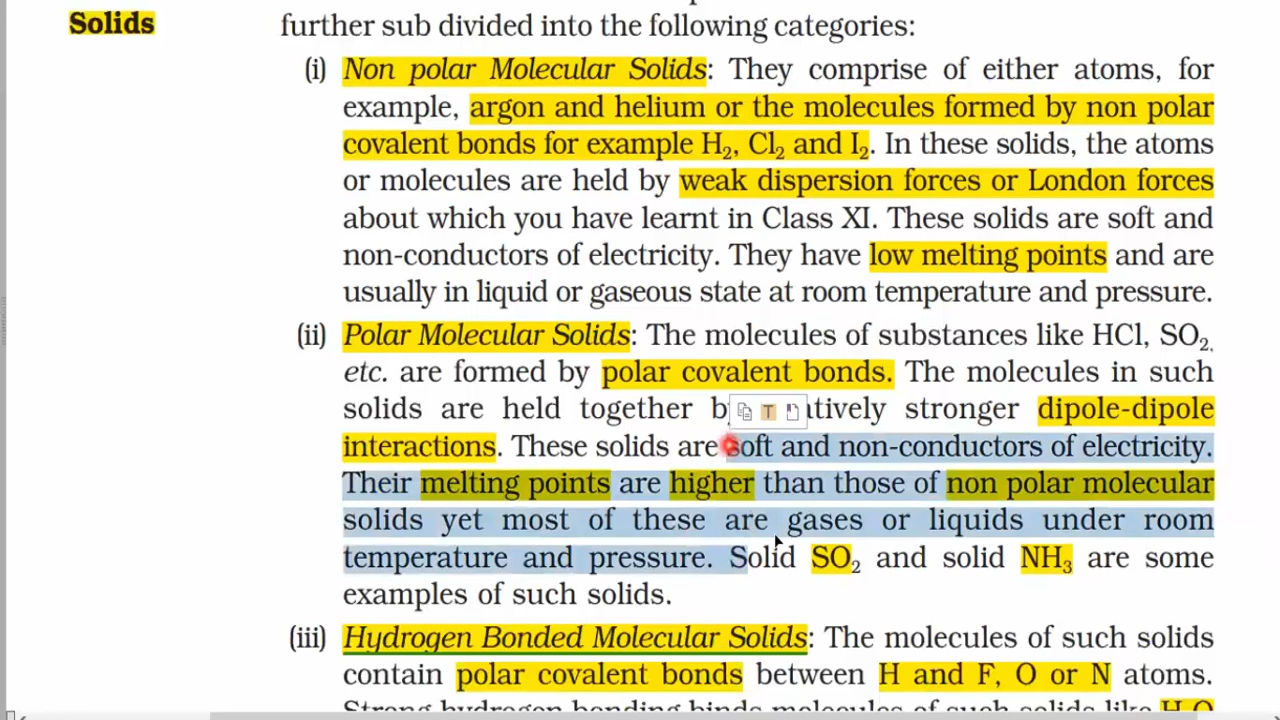 Solids
further sub divided into the following categories:
(i) Non polar Molecular Solids: They comprise of either atoms, for
example, argon and helium or the molecules formed by non polar
covalent bonds for example H₂, Cl₂ and I₂. In these solids, the atoms
or molecules are held by weak dispersion forces or London forces
about which you have learnt in Class XI. These solids are soft and
non-conductors of electricity. They have low melting points and are
usually in liquid or gaseous state at room temperature and pressure.
(ii) Polar Molecular Solids: The molecules of substances like HCl, SO₂,
etc. are formed by polar covalent bonds. The molecules in such
solids are held together stronger dipole-dipole
interactions. These solids are soft and non-conductors of electricity.
Their melting points are higher than those of non polar molecular
solids yet most of these are gases or liquids under room
temperature and pressure. Solid SO₂ and solid NH₃ are some
examples of such solids.
(iii) Hydrogen Bonded Molecular Solids: The molecules of such solids
contain polar covalent bonds between H and F, O or N atoms.
Strong hydrogen bonding binds molecules of such solids like